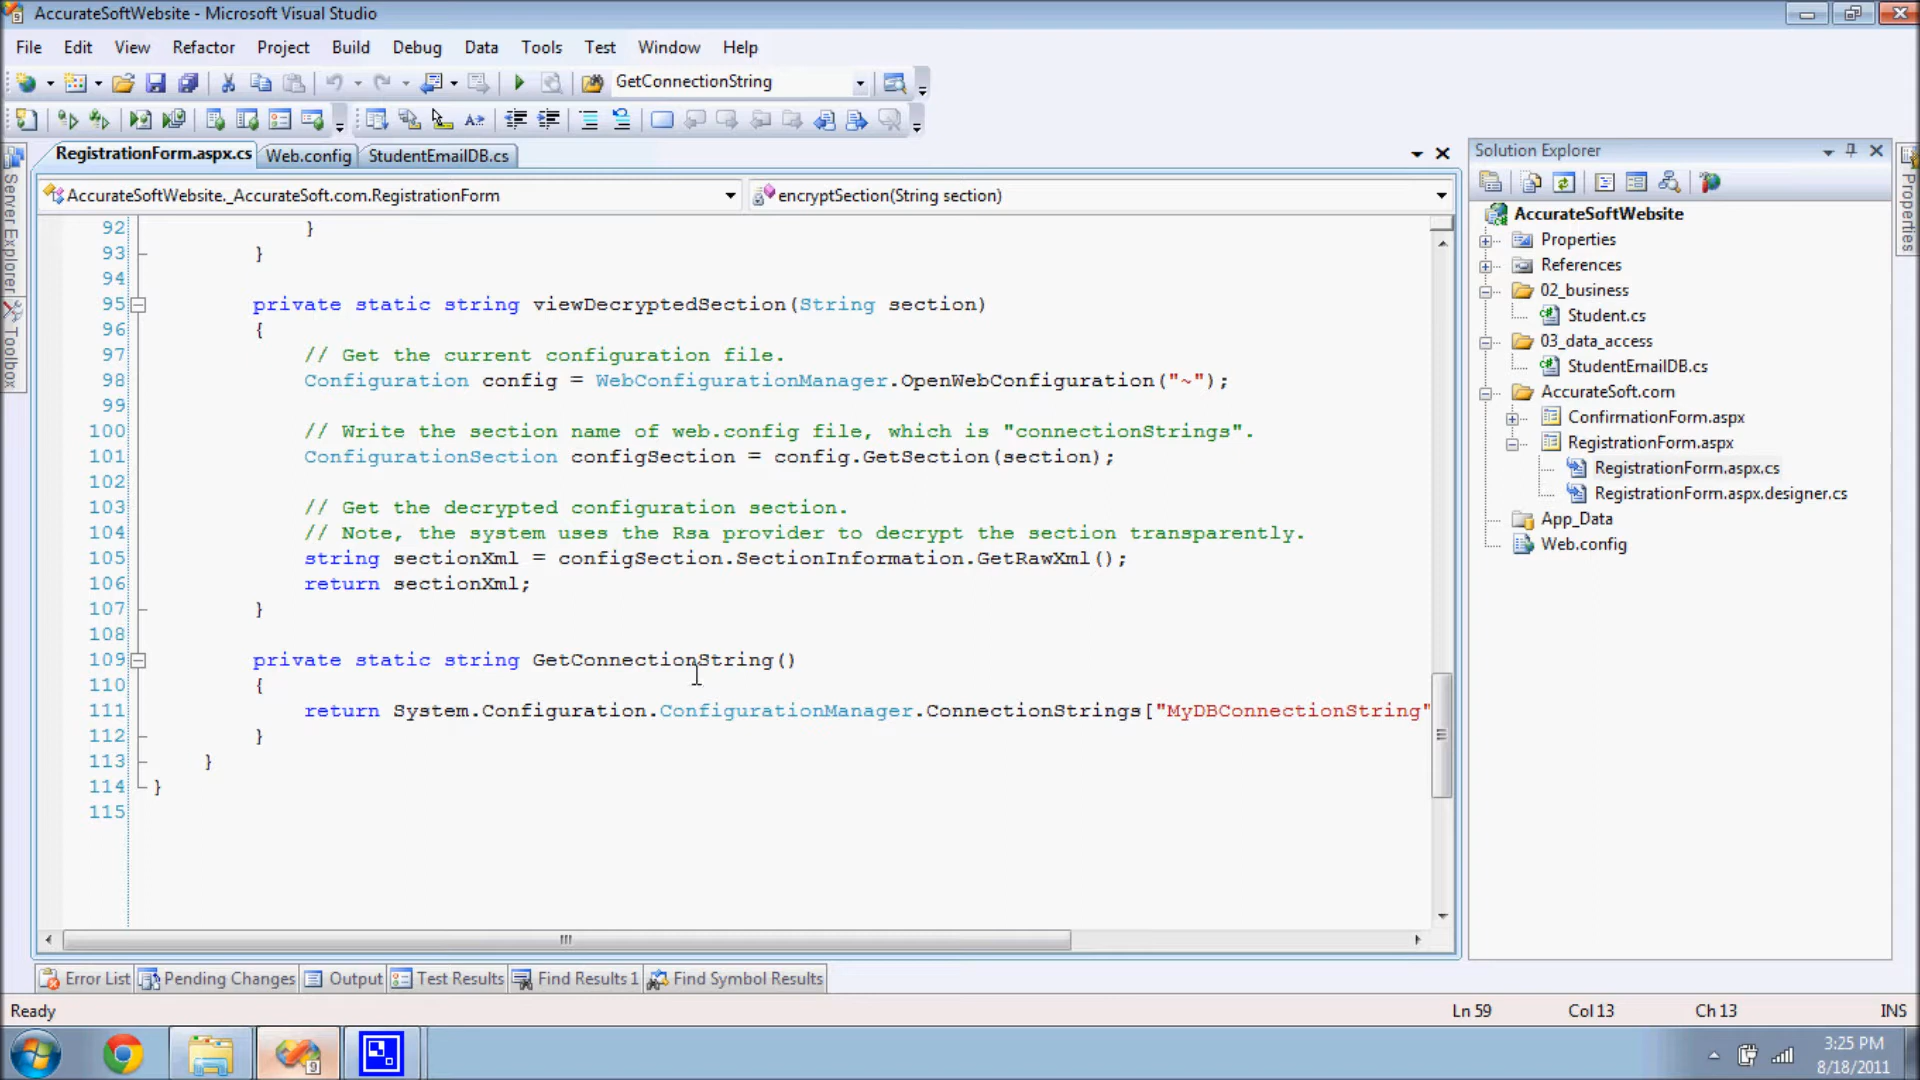 AccurateSoftWebsite - Microsoft Visual Studio
File Edit View Refactor Project Build Debug Data Tools Test Window Help
GetConnectionString
RegistrationForm.aspx.cs Web.config StudentEmailDB.cs
AccurateSoftWebsite._AccurateSoft.com.RegistrationForm encryptSection(String section)
Server Explorer
Toolbox
92 }
93 }
94
95 private static string viewDecryptedSection(String section)
96 {
97 // Get the current configuration file.
98 Configuration config = WebConfigurationManager.OpenWebConfiguration("~");
99
100 // Write the section name of web.config file, which is "connectionStrings".
101 ConfigurationSection configSection = config.GetSection(section);
102
103 // Get the decrypted configuration section.
104 // Note, the system uses the Rsa provider to decrypt the section transparently.
105 string sectionXml = configSection.SectionInformation.GetRawXml();
106 return sectionXml;
107 }
108
109 private static string GetConnectionString()
110 {
111 return System.Configuration.ConfigurationManager.ConnectionStrings["MyDBConnectionString"
112 }
113 }
114 }
115
Solution Explorer
AccurateSoftWebsite
Properties
References
02_business
Student.cs
03_data_access
StudentEmailDB.cs
AccurateSoft.com
ConfirmationForm.aspx
RegistrationForm.aspx
RegistrationForm.aspx.cs
RegistrationForm.aspx.designer.cs
App_Data
Web.config
Properties
Error List Pending Changes Output Test Results Find Results 1 Find Symbol Results
Ready Ln 59 Col 13 Ch 13 INS
9
3:25 PM
8/18/2011